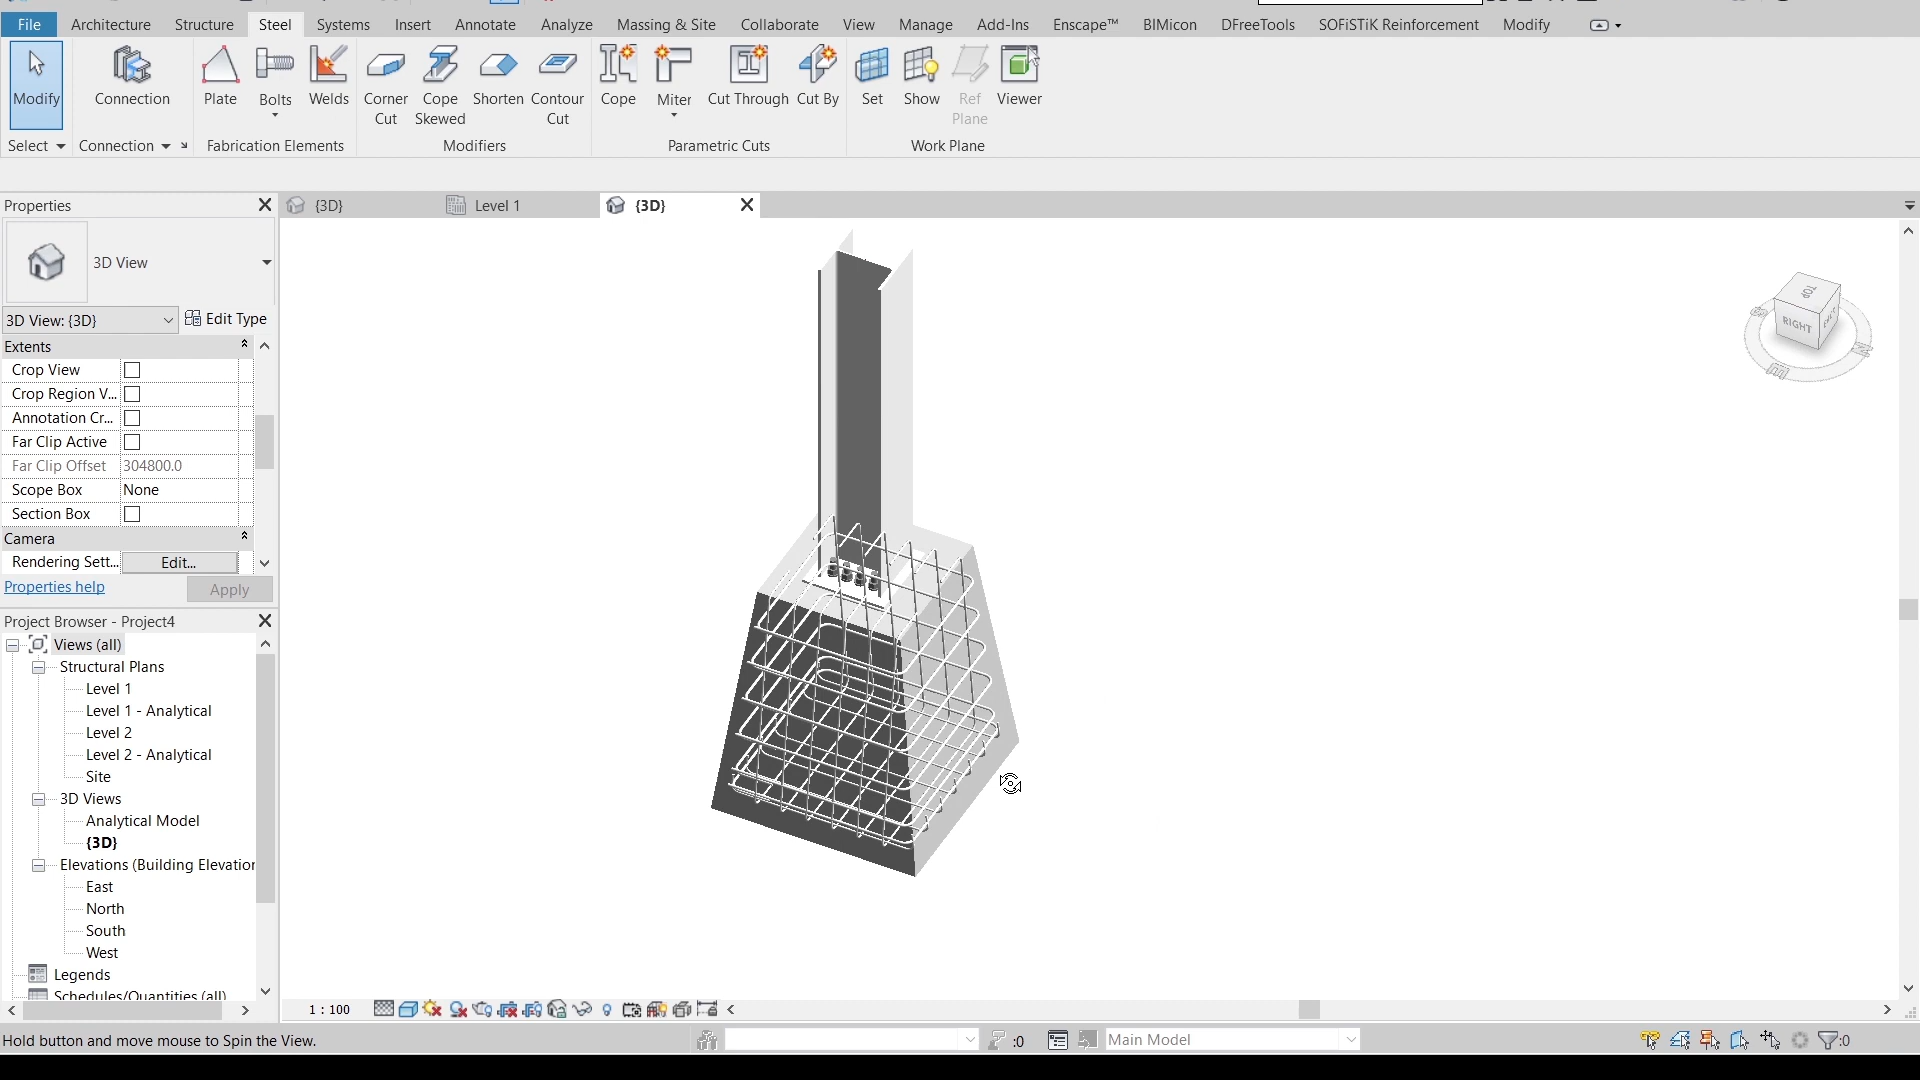 File Architecture Structure Steel Systems Insert Annotate Analyze Massing & Site Collaborate View Manage Add-Ins Enscape™ BIMicon DFreeTools SOFiSTiK Reinforcement Modify
Modify Connection Plate Bolts Welds Corner Cut Cope Skewed Shorten Contour Cut Cope Miter Cut Through Cut By Set Show Ref Plane Viewer
Select Connection Fabrication Elements Modifiers Parametric Cuts Work Plane
Properties
{3D} Level 1 {3D}
3D View
3D View: {3D} Edit Type
Extents
Crop View
Crop Region V...
Annotation Cr...
Far Clip Active
Far Clip Offset 304800.0
Scope Box None
Section Box
Camera
Rendering Sett... Edit...
Properties help Apply
TOP
RIGHT
S
N
E
Project Browser - Project4
Views (all)
Structural Plans
Level 1
Level 1 - Analytical
Level 2
Level 2 - Analytical
Site
3D Views
Analytical Model
{3D}
Elevations (Building Elevation
East
North
South
West
Legends
Schedules/Quantities (all)
1 : 100
Hold button and move mouse to Spin the View.
:0
Main Model
:0